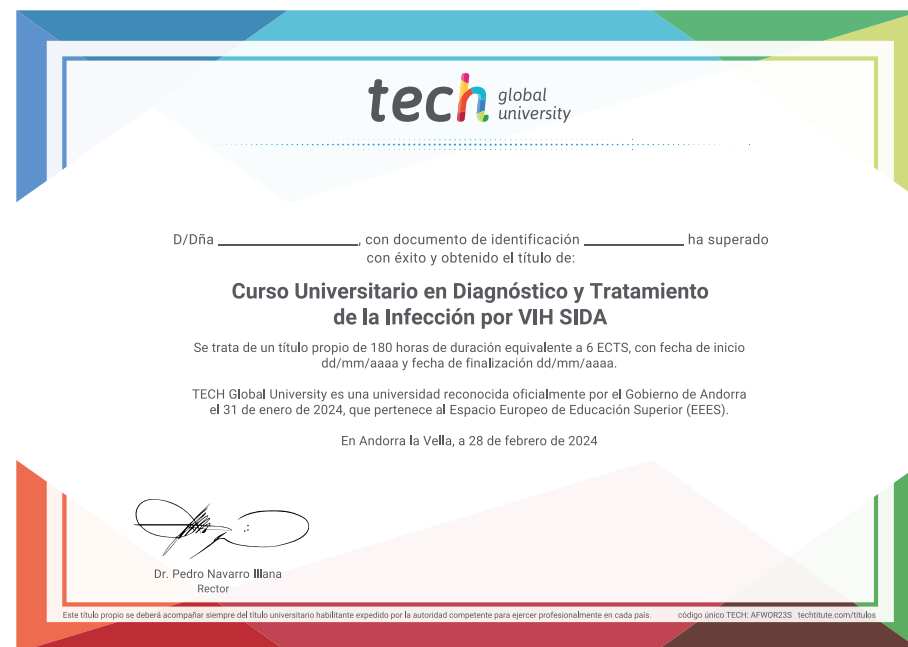 tech global university
D/Dña ____________________, con documento de identificación ______________ ha superado
con éxito y obtenido el título de:
Curso Universitario en Diagnóstico y Tratamiento
de la Infección por VIH SIDA
Se trata de un título propio de 180 horas de duración equivalente a 6 ECTS, con fecha de inicio
dd/mm/aaaa y fecha de finalización dd/mm/aaaa.
TECH Global University es una universidad reconocida oficialmente por el Gobierno de Andorra
el 31 de enero de 2024, que pertenece al Espacio Europeo de Educación Superior (EEES).
En Andorra la Vella, a 28 de febrero de 2024
Dr. Pedro Navarro Illana
Rector
Este título propio se deberá acompañar siempre del título universitario habilitante expedido por la autoridad competente para ejercer profesionalmente en cada país. código único TECH: AFWOR23S techtitute.com/titulos